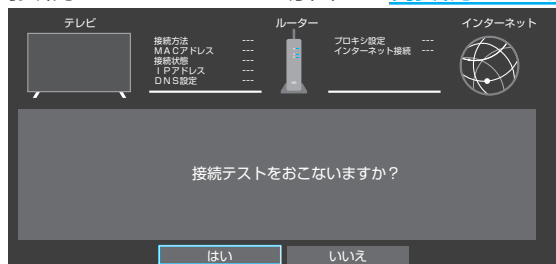 テレビ
ルーター
インターネット
接続方法 ---
MACアドレス ---
接続状態 ---
IPアドレス ---
DNS設定 ---
プロキシ設定 ---
インターネット接続 ---
接続テストをおこないますか？
はい
いいえ